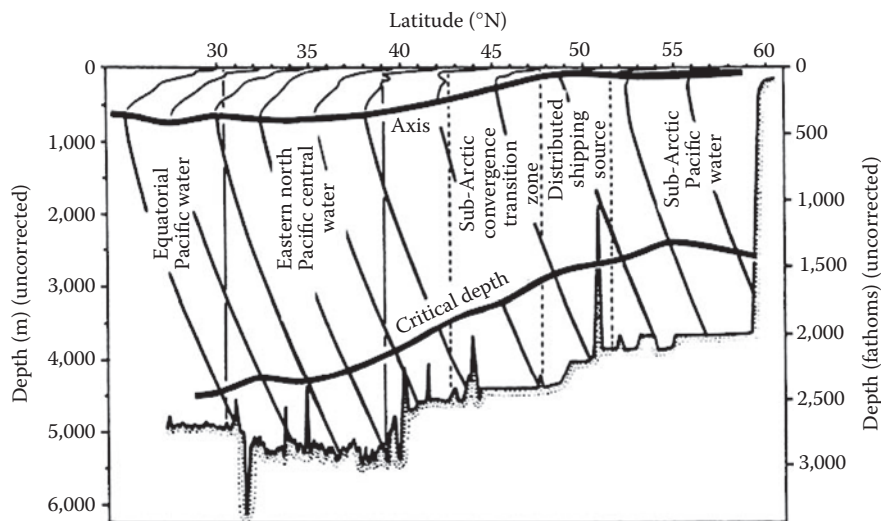 Latitude (°N)
30 35 40 45 50 55 60
0
1,000
2,000
3,000
4,000
5,000
6,000
Depth (m) (uncorrected)
0
500
1,000
1,500
2,000
2,500
3,000
Depth (fathoms) (uncorrected)
Axis
Critical depth
Equatorial
Pacific water
Eastern north
Pacific central
water
Sub-Arctic
convergence
transition
zone
Distributed
shipping
source
Sub-Arctic
Pacific
water